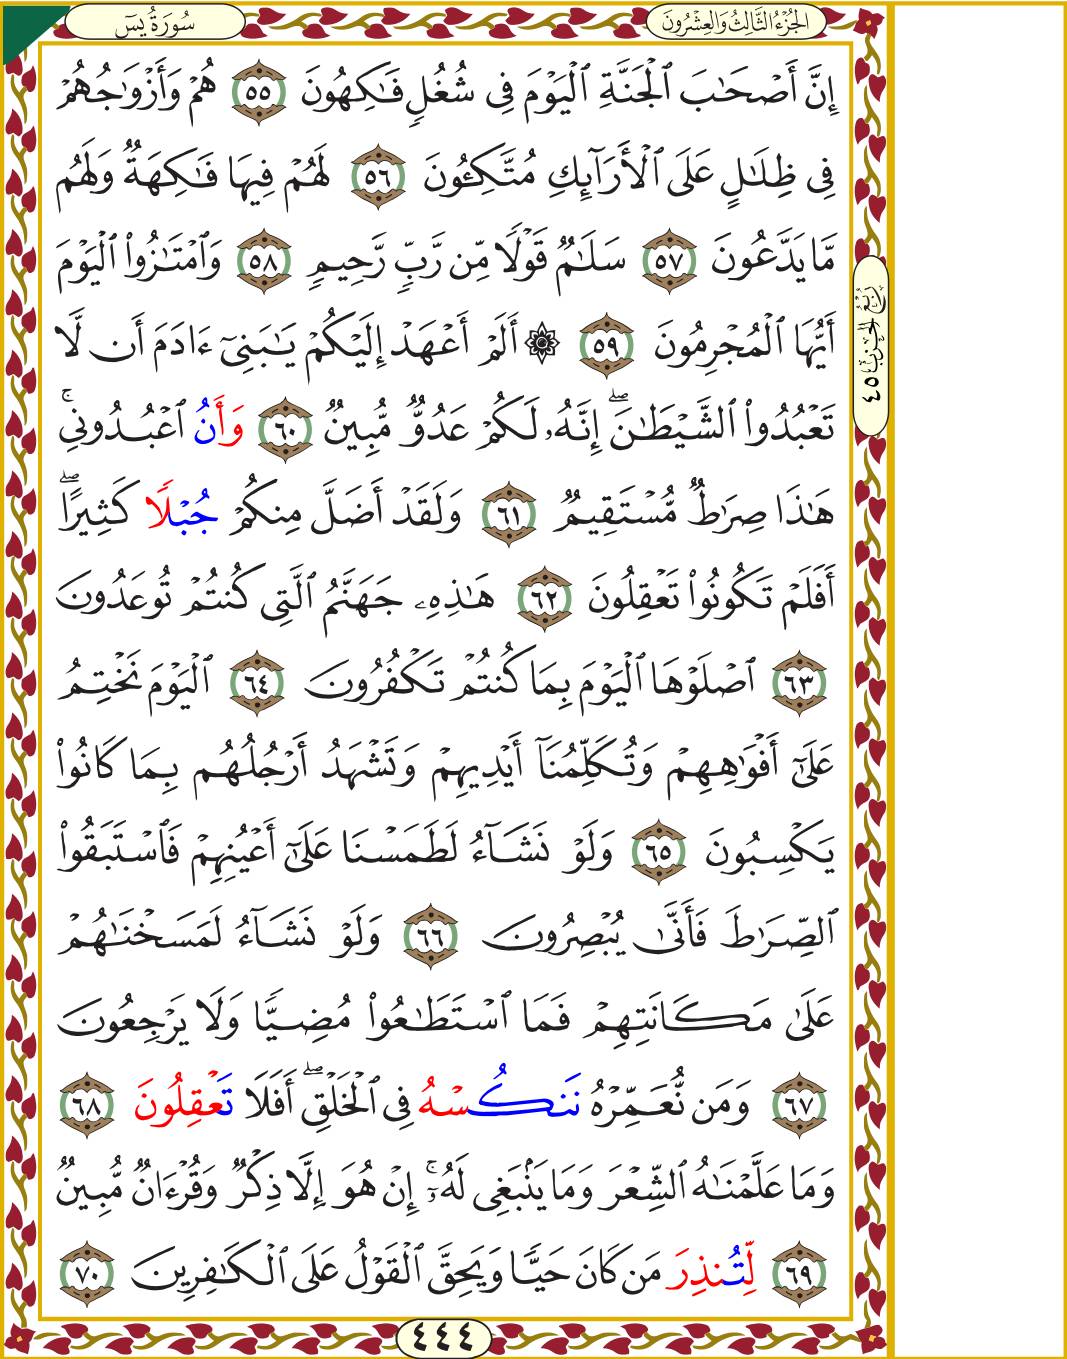 سُورَةُ يسٓ
الجُزْءُ الثَّالِثُ وَالعِشْرُونَ
إِنَّ أَصْحَٰبَ ٱلْجَنَّةِ ٱلْيَوْمَ فِى شُغُلٍ فَٰكِهُونَ ٥٥ هُمْ وَأَزْوَٰجُهُمْ
فِى ظِلَٰلٍ عَلَى ٱلْأَرَآئِكِ مُتَّكِـُٔونَ ٥٦ لَهُمْ فِيهَا فَٰكِهَةٌ وَلَهُم
مَّا يَدَّعُونَ ٥٧ سَلَٰمٌ قَوْلًا مِّن رَّبٍّ رَّحِيمٍ ٥٨ وَٱمْتَٰزُوا۟ ٱلْيَوْمَ
أَيُّهَا ٱلْمُجْرِمُونَ ٥٩ ۞ أَلَمْ أَعْهَدْ إِلَيْكُمْ يَٰبَنِىٓ ءَادَمَ أَن لَّا
تَعْبُدُوا۟ ٱلشَّيْطَٰنَ ۖ إِنَّهُۥ لَكُمْ عَدُوٌّ مُّبِينٌ ٦٠ وَأَنُ ٱعْبُدُونِى ۚ
هَٰذَا صِرَٰطٌ مُّسْتَقِيمٌ ٦١ وَلَقَدْ أَضَلَّ مِنكُمْ جُبْلًا كَثِيرًا ۖ
أَفَلَمْ تَكُونُوا۟ تَعْقِلُونَ ٦٢ هَٰذِهِۦ جَهَنَّمُ ٱلَّتِى كُنتُمْ تُوعَدُونَ
٦٣ ٱصْلَوْهَا ٱلْيَوْمَ بِمَا كُنتُمْ تَكْفُرُونَ ٦٤ ٱلْيَوْمَ نَخْتِمُ
عَلَىٰٓ أَفْوَٰهِهِمْ وَتُكَلِّمُنَآ أَيْدِيهِمْ وَتَشْهَدُ أَرْجُلُهُم بِمَا كَانُوا۟
يَكْسِبُونَ ٦٥ وَلَوْ نَشَآءُ لَطَمَسْنَا عَلَىٰٓ أَعْيُنِهِمْ فَٱسْتَبَقُوا۟
ٱلصِّرَٰطَ فَأَنَّىٰ يُبْصِرُونَ ٦٦ وَلَوْ نَشَآءُ لَمَسَخْنَٰهُمْ
عَلَىٰ مَكَانَتِهِمْ فَمَا ٱسْتَطَٰعُوا۟ مُضِيًّا وَلَا يَرْجِعُونَ
٦٧ وَمَن نُّعَمِّرْهُ نَنكُسْهُ فِى ٱلْخَلْقِ ۖ أَفَلَا تَعْقِلُونَ ٦٨
وَمَا عَلَّمْنَٰهُ ٱلشِّعْرَ وَمَا يَنۢبَغِى لَهُۥٓ ۚ إِنْ هُوَ إِلَّا ذِكْرٌ وَقُرْءَانٌ مُّبِينٌ
٦٩ لِّتُنذِرَ مَن كَانَ حَيًّا وَيَحِقَّ ٱلْقَوْلُ عَلَى ٱلْكَٰفِرِينَ ٧٠
رُبْعُ الحِزْبِ ٤٥
٤٤٤